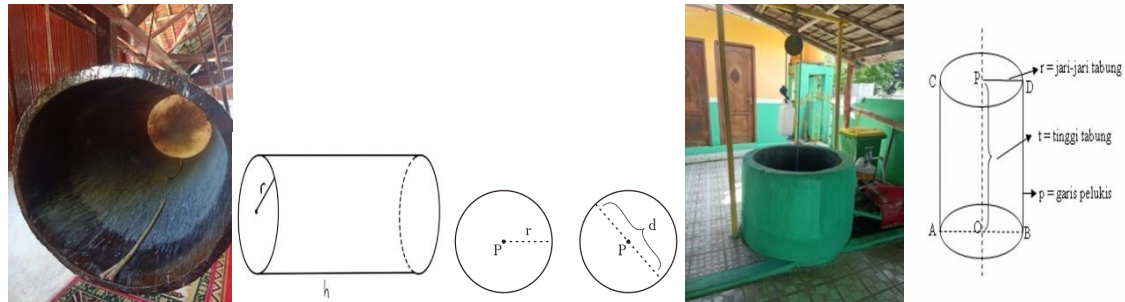 r
h
P
r
P
d
C
P
D
r = jari-jari tabung
t = tinggi tabung
p = garis pelukis
A
O
B